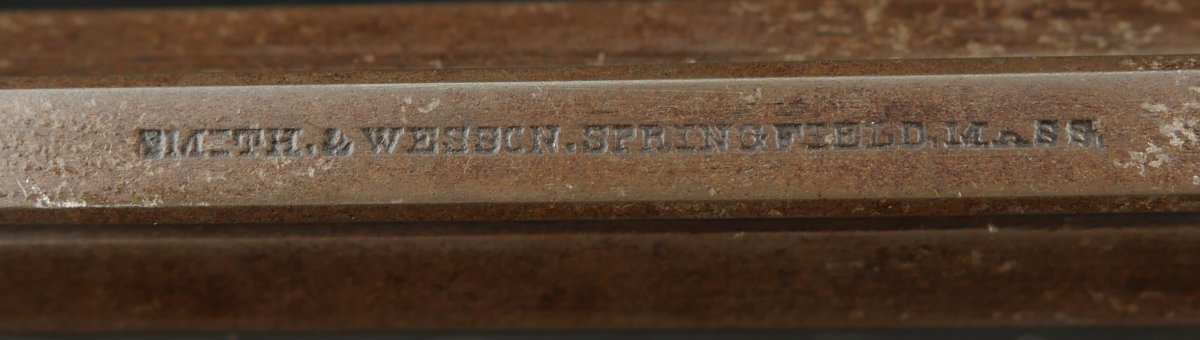 SMITH. & WESSON. SPRINGFIELD. MASS.